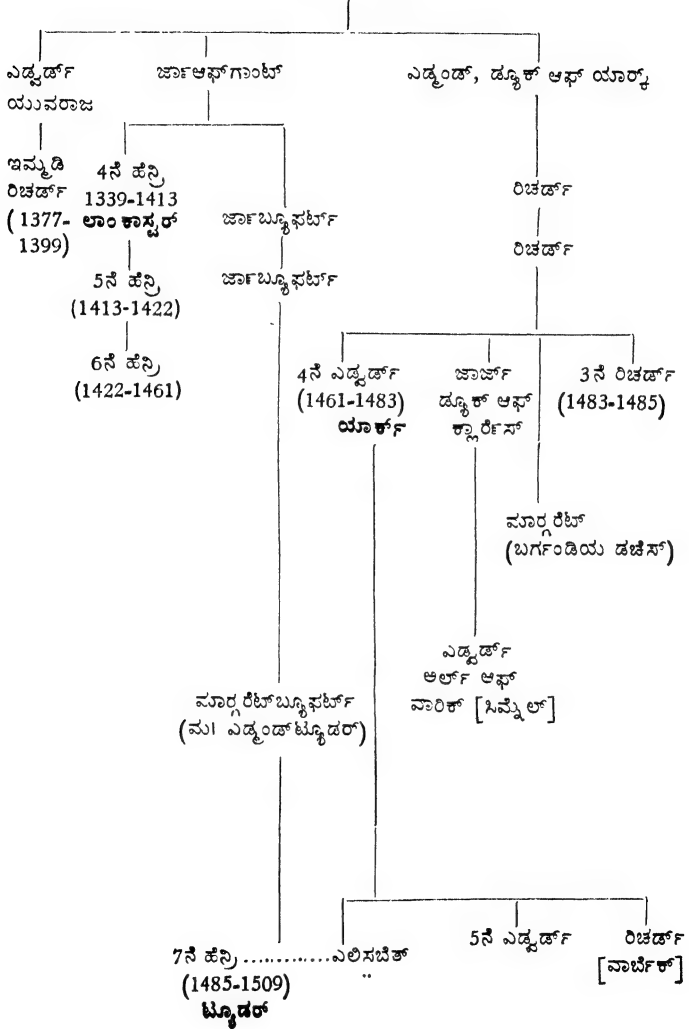 ಎಡ್ವರ್ಡ್ ಜಾನ್‌ಆಫ್‌ಗಾಂಟ್ ಎಡ್ಮಂಡ್, ಡ್ಯೂಕ್ ಆಫ್ ಯಾರ್ಕ್
ಯುವರಾಜ
ಇಮ್ಮಡಿ
ರಿಚರ್ಡ್
(1377-
1399)
4ನೆ ಹೆನ್ರಿ
1339-1413
ಲಾಂಕಾಸ್ಟರ್
ಜಾನ್‌ಬ್ಯೂಫರ್ಟ್
ರಿಚರ್ಡ್
ರಿಚರ್ಡ್
5ನೆ ಹೆನ್ರಿ
(1413-1422)
ಜಾನ್‌ಬ್ಯೂಫರ್ಟ್
6ನೆ ಹೆನ್ರಿ
(1422-1461)
4ನೆ ಎಡ್ವರ್ಡ್
(1461-1483)
ಯಾರ್ಕ್
ಜಾರ್ಜ್
ಡ್ಯೂಕ್ ಆಫ್
ಕ್ಲಾರೆನ್ಸ್
3ನೆ ರಿಚರ್ಡ್
(1483-1485)
ಮಾರ್ಗರೆಟ್
(ಬರ್ಗಂಡಿಯ ಡಚೆಸ್)
ಎಡ್ವರ್ಡ್
ಅರ್ಲ್ ಆಫ್
ವಾರಿಕ್ [ಸಿಮ್ನೆಲ್]
ಮಾರ್ಗರೆಟ್‌ಬ್ಯೂಫರ್ಟ್
(ಮ। ಎಡ್ಮಂಡ್‌ಟ್ಯೂಡರ್)
7ನೆ ಹೆನ್ರಿ ............ಎಲಿಸಬೆತ್
(1485-1509) ,,
ಟ್ಯೂಡರ್
5ನೆ ಎಡ್ವರ್ಡ್
ರಿಚರ್ಡ್
[ವಾರ್ಬೆಕ್]